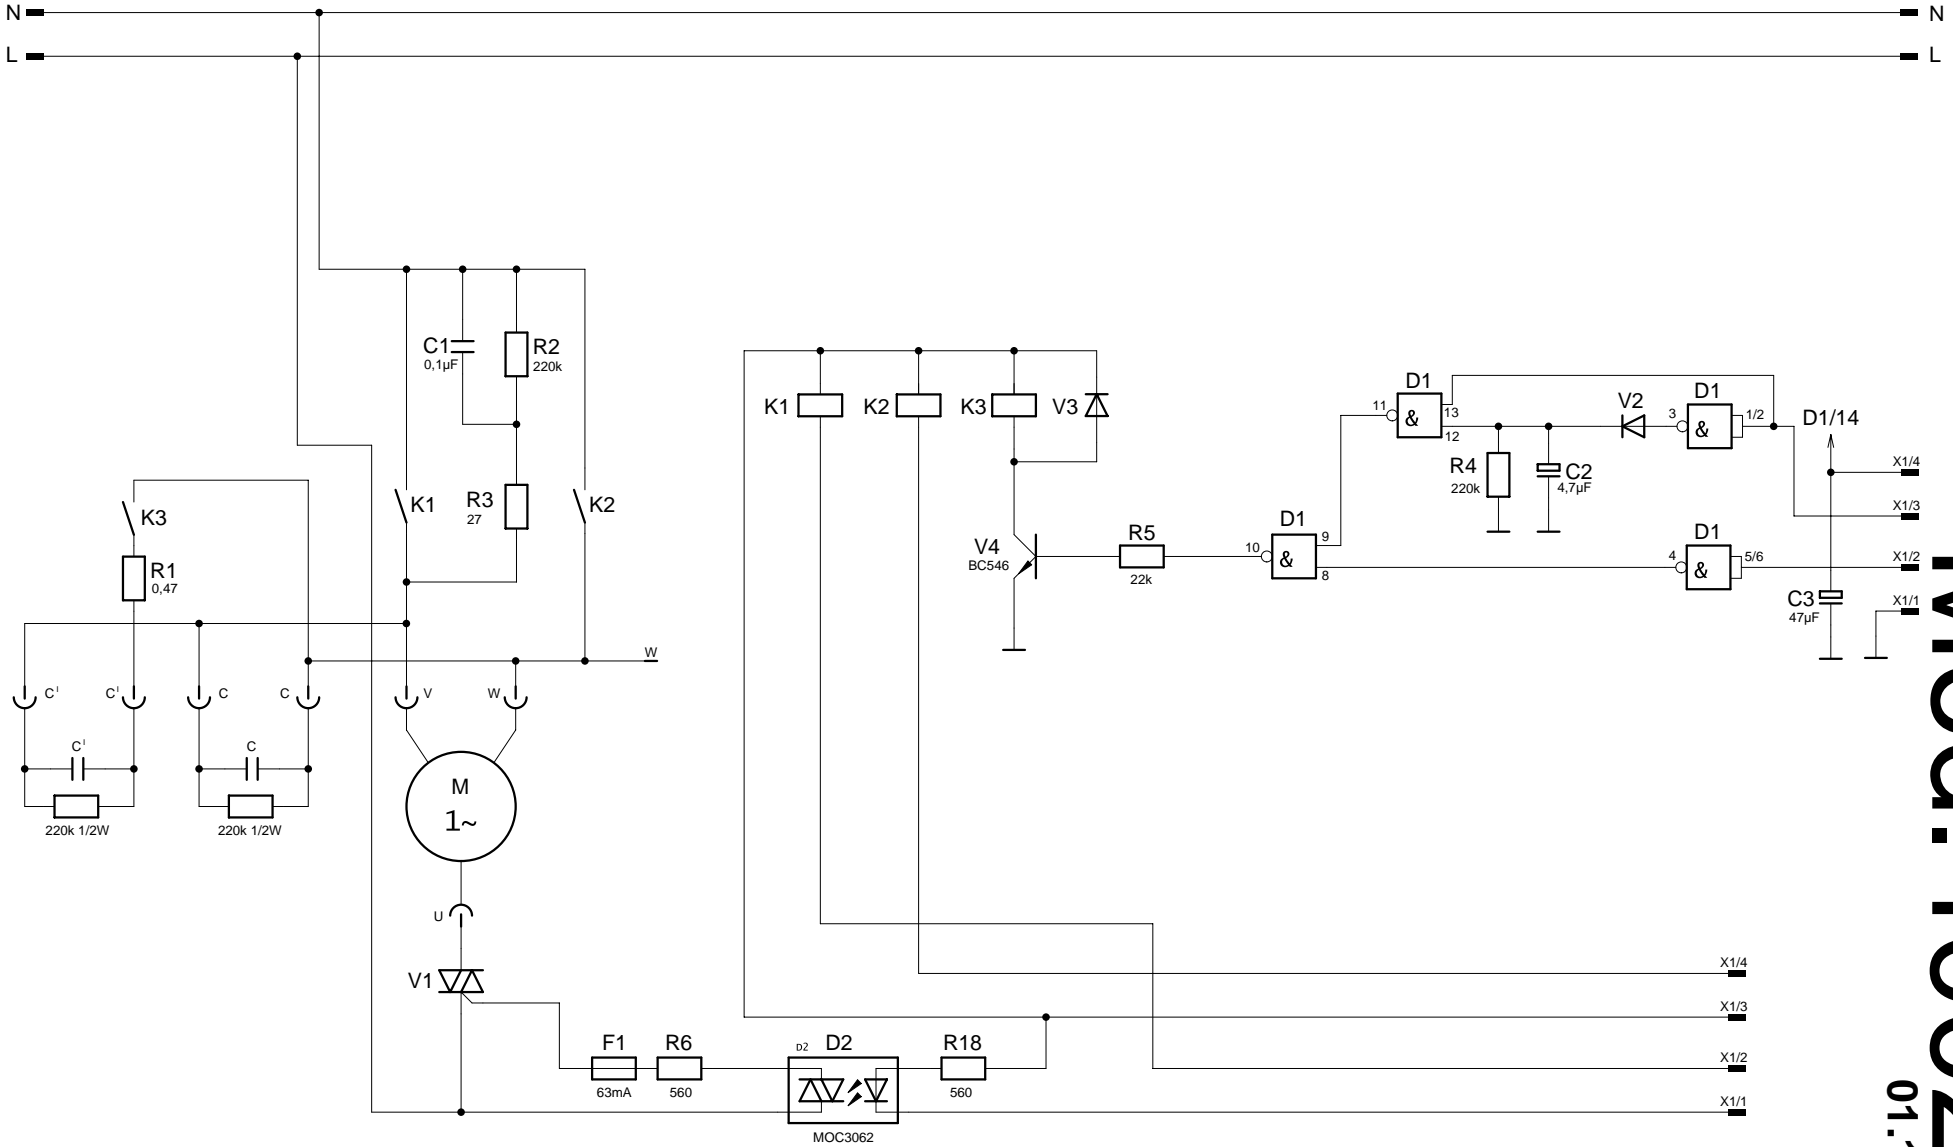 N
N
L
L
C1
0,1µF
R2
220k
K1
K2
K3
V3
D1
11
13
12
&
V2
3
D1
1/2
&
D1/14
R4
220k
C2
4,7µF
X1/4
X1/3
K3
K1
R3
27
K2
R1
0,47
V4
BC546
R5
22k
D1
10
9
8
&
D1
4
5/6
&
X1/2
C3
47µF
X1/1
W
C'
C'
C
C
V
W
C'
C
220k 1/2W
220k 1/2W
M
1~
U
V1
X1/4
X1/3
F1
63mA
R6
560
D2
D2
MOC3062
R18
560
X1/2
X1/1
01.